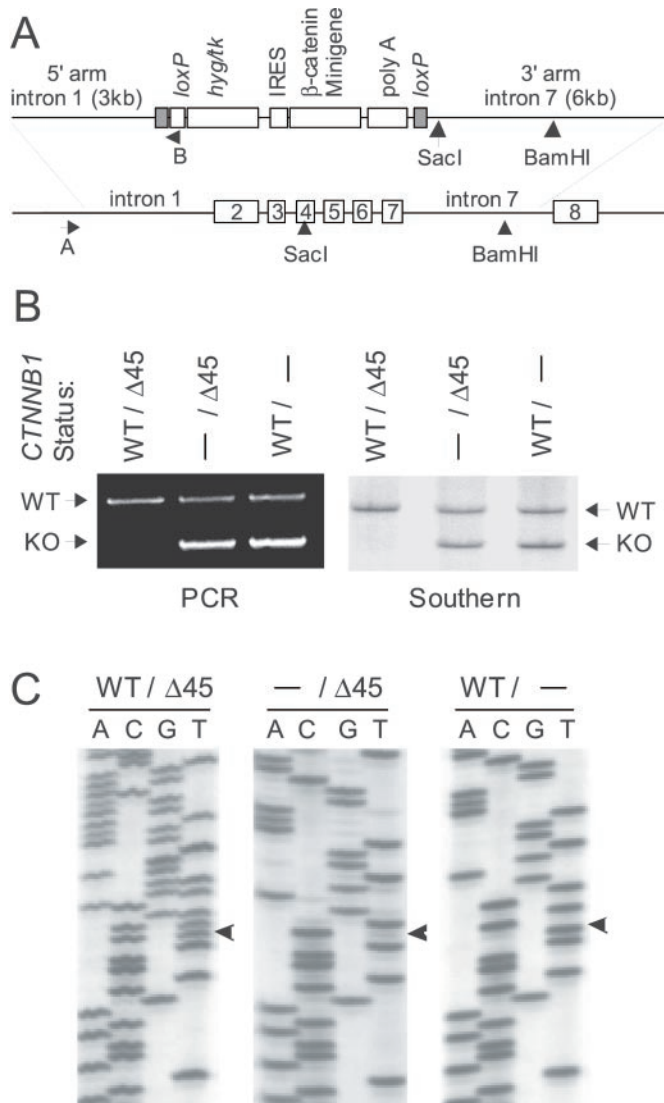 A
5' arm
intron 1 (3kb)
loxP
hyg/tk
IRES
β-catenin
Minigene
poly A
loxP
3' arm
intron 7 (6kb)
B
SacI
BamHI
intron 1
2
3
4
5
6
7
intron 7
8
A
SacI
BamHI
B
CTNNB1
Status:
WT / Δ45
— / Δ45
WT / —
WT / Δ45
— / Δ45
WT / —
WT
KO
WT
KO
PCR
Southern
C
WT / Δ45
— / Δ45
WT / —
A C G T
A C G T
A C G T